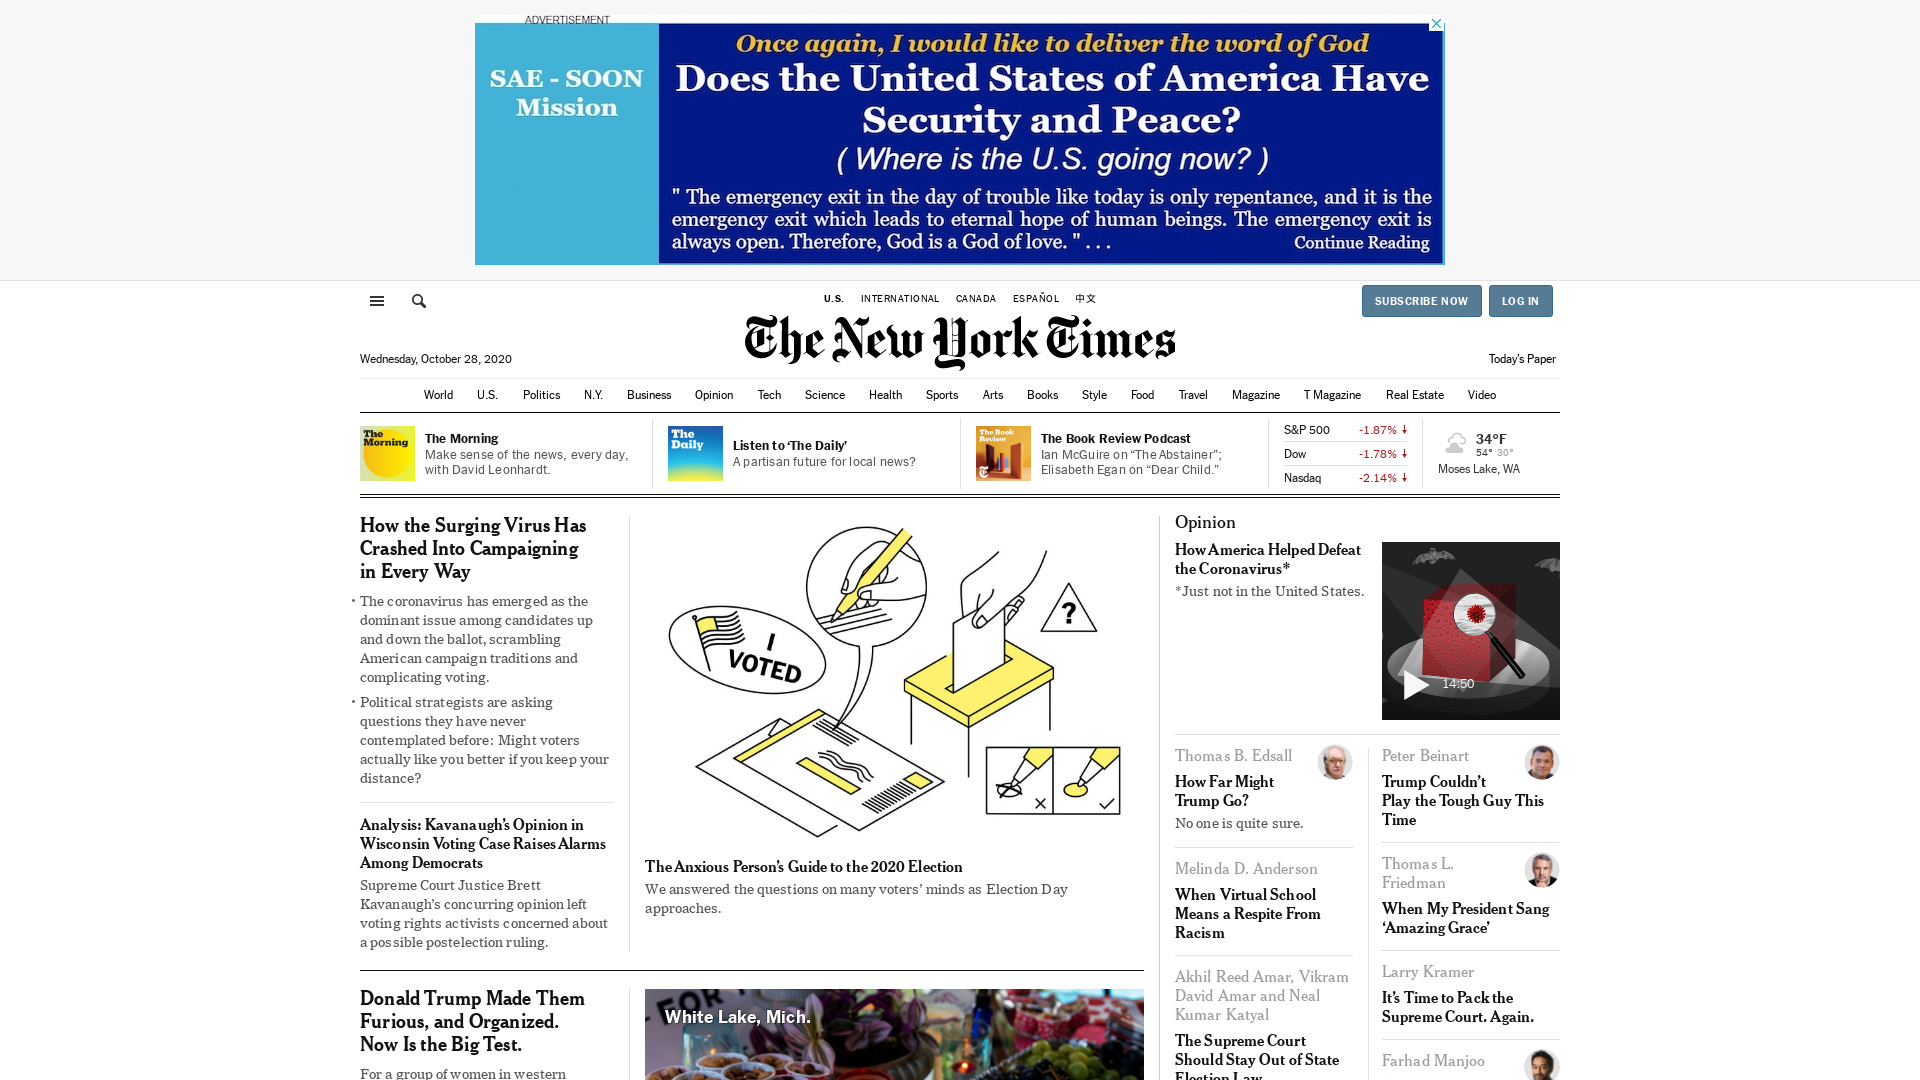 ADVERTISEMENT
SAE - SOON
Mission
Once again, I would like to deliver the word of God
Does the United States of America Have
Security and Peace?
( Where is the U.S. going now? )
" The emergency exit in the day of trouble like today is only repentance, and it is the
emergency exit which leads to eternal hope of human beings. The emergency exit is
always open. Therefore, God is a God of love. " . . .
Continue Reading
U.S. INTERNATIONAL CANADA ESPAÑOL 中文
SUBSCRIBE NOW
LOG IN
The New York Times
Wednesday, October 28, 2020
Today's Paper
World U.S. Politics N.Y. Business Opinion Tech Science Health Sports Arts Books Style Food Travel Magazine T Magazine Real Estate Video
The
Morning
The Morning
Make sense of the news, every day,
with David Leonhardt.
The
Daily
Listen to ‘The Daily’
A partisan future for local news?
The Book
Review
The Book Review Podcast
Ian McGuire on “The Abstainer”;
Elisabeth Egan on “Dear Child.”
S&P 500 -1.87%
Dow -1.78%
Nasdaq -2.14%
34°F
54° 30°
Moses Lake, WA
How the Surging Virus Has
Crashed Into Campaigning
in Every Way
• The coronavirus has emerged as the
dominant issue among candidates up
and down the ballot, scrambling
American campaign traditions and
complicating voting.
• Political strategists are asking
questions they have never
contemplated before: Might voters
actually like you better if you keep your
distance?
Analysis: Kavanaugh’s Opinion in
Wisconsin Voting Case Raises Alarms
Among Democrats
Supreme Court Justice Brett
Kavanaugh’s concurring opinion left
voting rights activists concerned about
a possible postelection ruling.
I
VOTED
?
The Anxious Person’s Guide to the 2020 Election
We answered the questions on many voters’ minds as Election Day
approaches.
Donald Trump Made Them
Furious, and Organized.
Now Is the Big Test.
For a group of women in western
FOR
White Lake, Mich.
Opinion
How America Helped Defeat
the Coronavirus*
*Just not in the United States.
14:50
Thomas B. Edsall
How Far Might
Trump Go?
No one is quite sure.
Melinda D. Anderson
When Virtual School
Means a Respite From
Racism
Akhil Reed Amar, Vikram
David Amar and Neal
Kumar Katyal
The Supreme Court
Should Stay Out of State
Election Law
Peter Beinart
Trump Couldn’t
Play the Tough Guy This
Time
Thomas L.
Friedman
When My President Sang
‘Amazing Grace’
Larry Kramer
It’s Time to Pack the
Supreme Court. Again.
Farhad Manjoo